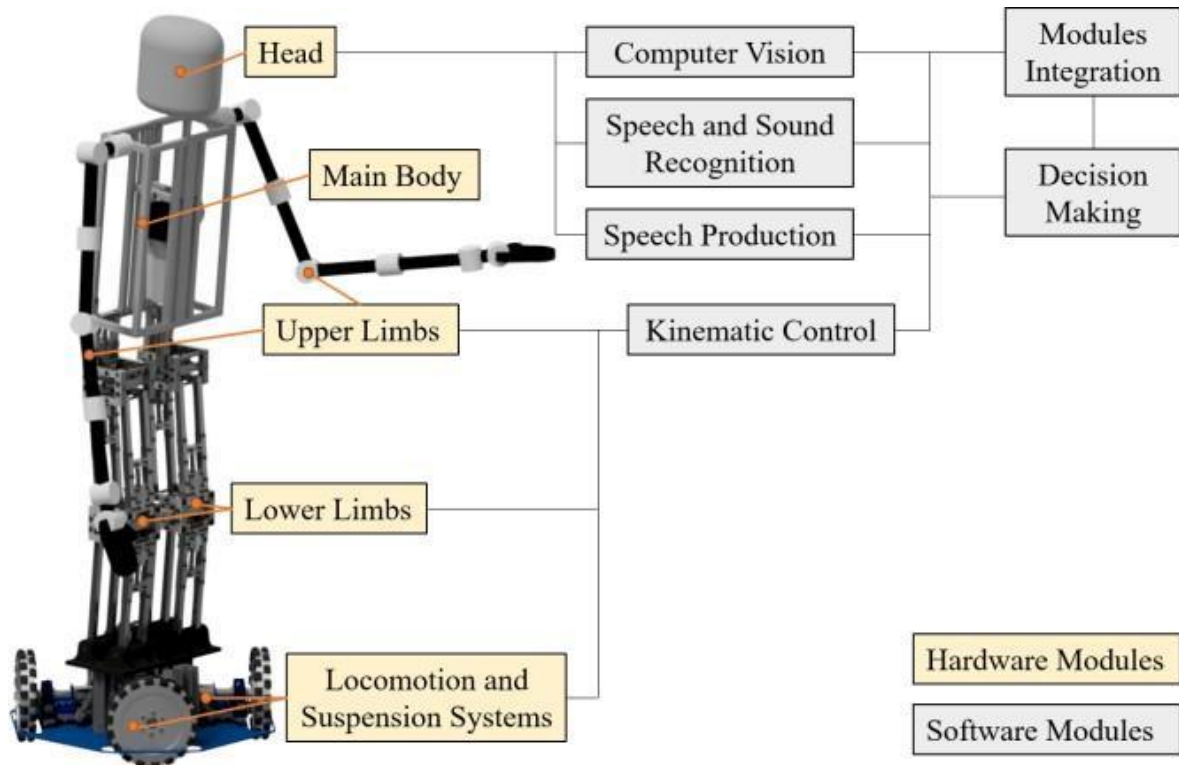 Head
Computer Vision
Modules
Integration
Speech and Sound
Recognition
Main Body
Decision
Making
Speech Production
Upper Limbs
Kinematic Control
Lower Limbs
Locomotion and
Suspension Systems
Hardware Modules
Software Modules